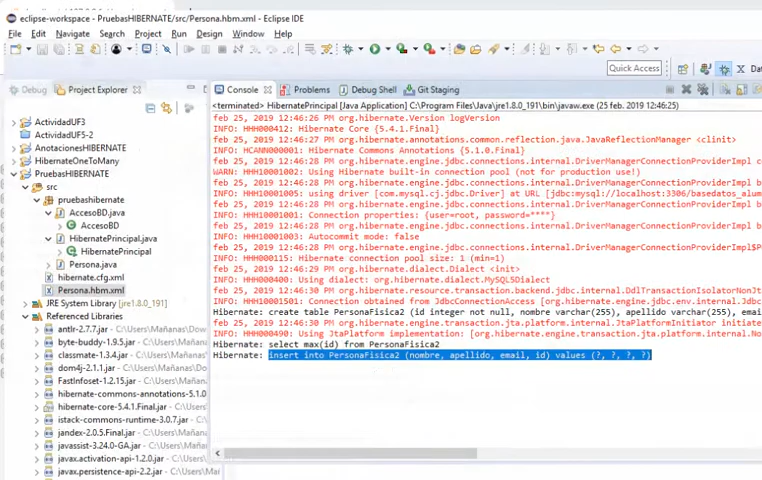 eclipse-workspace - PruebasHIBERNATE/src/Persona.hbm.xml - Eclipse IDE
File Edit Navigate Search Project Run Design Window Help
Quick Access
Da
Debug Project Explorer
Console Problems Debug Shell Git Staging
<terminated> HibernatePrincipal [Java Application] C:\Program Files\Java\jre1.8.0_191\bin\javaw.exe (25 feb. 2019 12:46:25)
ActividadUF3
ActividadUF5-2
AnotacionesHIBERNATE
HibernateOneToMany
PruebasHIBERNATE
src
pruebashibernate
AccesoBD.java
AccesoBD
HibernatePrincipal.java
HibernatePrincipal
Persona.java
hibernate.cfg.xml
Persona.hbm.xml
JRE System Library [jre1.8.0_191]
Referenced Libraries
antlr-2.7.7.jar - C:\Users\Mañanas\Dow
byte-buddy-1.9.5.jar - C:\Users\Mañan
classmate-1.3.4.jar - C:\Users\Mañana
dom4j-2.1.1.jar - C:\Users\Mañanas\D
FastInfoset-1.2.15.jar - C:\Users\Maña
hibernate-commons-annotations-5.1.0
hibernate-core-5.4.1.Final.jar - C:\User
istack-commons-runtime-3.0.7.jar - C:\
jandex-2.0.5.Final.jar - C:\Users\Mañan
javassist-3.24.0-GA.jar - C:\Users\Maña
javax.activation-api-1.2.0.jar - C:\User
javax.persistence-api-2.2.jar - C:\Users
feb 25, 2019 12:46:26 PM org.hibernate.Version logVersion
INFO: HHH000412: Hibernate Core {5.4.1.Final}
feb 25, 2019 12:46:27 PM org.hibernate.annotations.common.reflection.java.JavaReflectionManager <clinit>
INFO: HCANN000001: Hibernate Commons Annotations {5.1.0.Final}
feb 25, 2019 12:46:28 PM org.hibernate.engine.jdbc.connections.internal.DriverManagerConnectionProviderImpl c
WARN: HHH10001002: Using Hibernate built-in connection pool (not for production use!)
feb 25, 2019 12:46:28 PM org.hibernate.engine.jdbc.connections.internal.DriverManagerConnectionProviderImpl b
INFO: HHH10001005: using driver [com.mysql.cj.jdbc.Driver] at URL [jdbc:mysql://localhost:3306/basedatos_alum
feb 25, 2019 12:46:28 PM org.hibernate.engine.jdbc.connections.internal.DriverManagerConnectionProviderImpl b
INFO: HHH10001001: Connection properties: {user=root, password=****}
feb 25, 2019 12:46:28 PM org.hibernate.engine.jdbc.connections.internal.DriverManagerConnectionProviderImpl b
INFO: HHH10001003: Autocommit mode: false
feb 25, 2019 12:46:28 PM org.hibernate.engine.jdbc.connections.internal.DriverManagerConnectionProviderImpl$P
INFO: HHH000115: Hibernate connection pool size: 1 (min=1)
feb 25, 2019 12:46:29 PM org.hibernate.dialect.Dialect <init>
INFO: HHH000400: Using dialect: org.hibernate.dialect.MySQL5Dialect
feb 25, 2019 12:46:30 PM org.hibernate.resource.transaction.backend.jdbc.internal.DdlTransactionIsolatorNonJt
INFO: HHH10001501: Connection obtained from JdbcConnectionAccess [org.hibernate.engine.jdbc.env.internal.Jdbc
Hibernate: create table PersonaFisica2 (id integer not null, nombre varchar(255), apellido varchar(255), emai
feb 25, 2019 12:46:30 PM org.hibernate.engine.transaction.jta.platform.internal.JtaPlatformInitiator initiate
INFO: HHH000490: Using JtaPlatform implementation: [org.hibernate.engine.transaction.jta.platform.internal.No
Hibernate: select max(id) from PersonaFisica2
Hibernate: insert into PersonaFisica2 (nombre, apellido, email, id) values (?, ?, ?, ?)